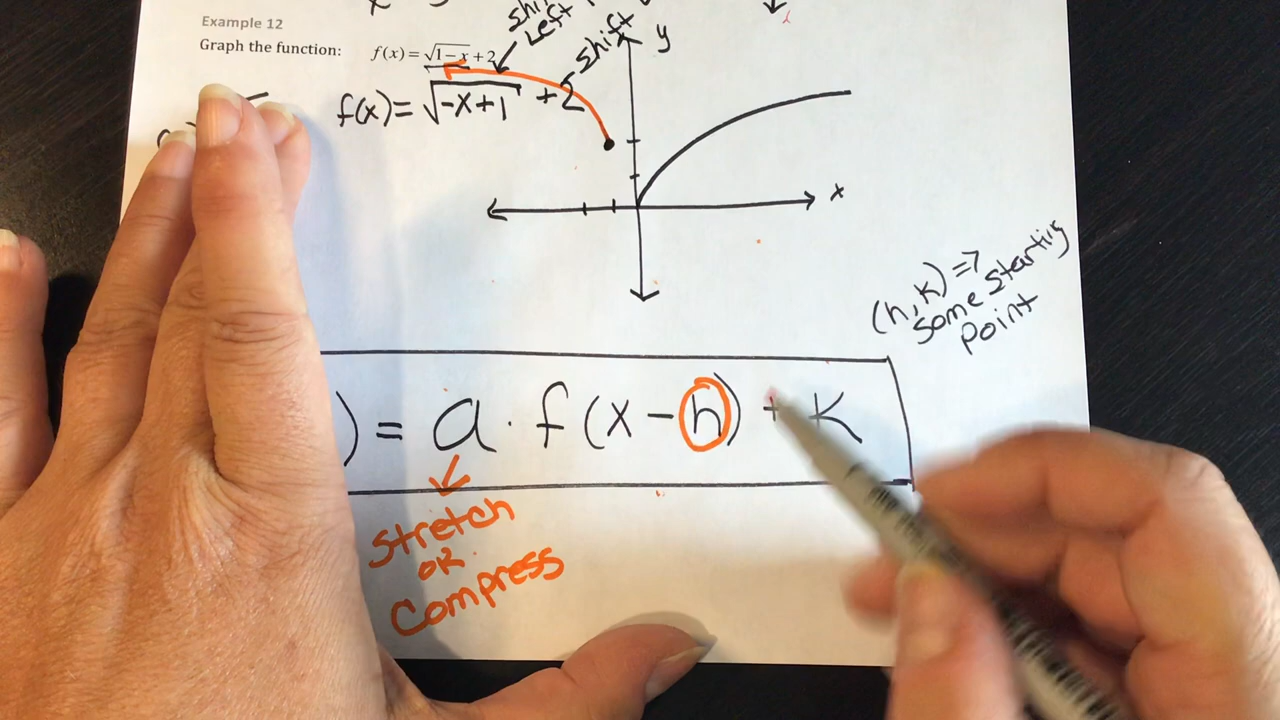 Example 12
Graph the function: f(x) = √1 − x + 2
shift
Left
shift
y
f(x) = √-x+1 +2
x
(h,k) =>
some starting
point
) = a · f(x - h) + k
stretch
OR
Compress